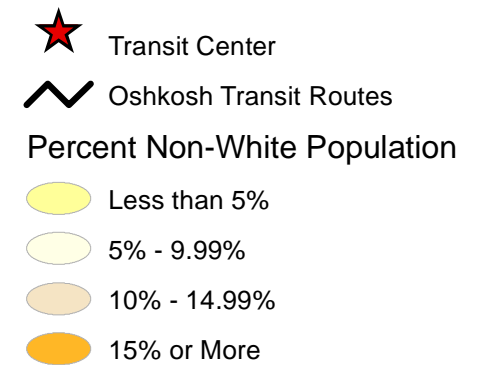 Transit Center
Oshkosh Transit Routes
Percent Non-White Population
Less than 5%
5% - 9.99%
10% - 14.99%
15% or More